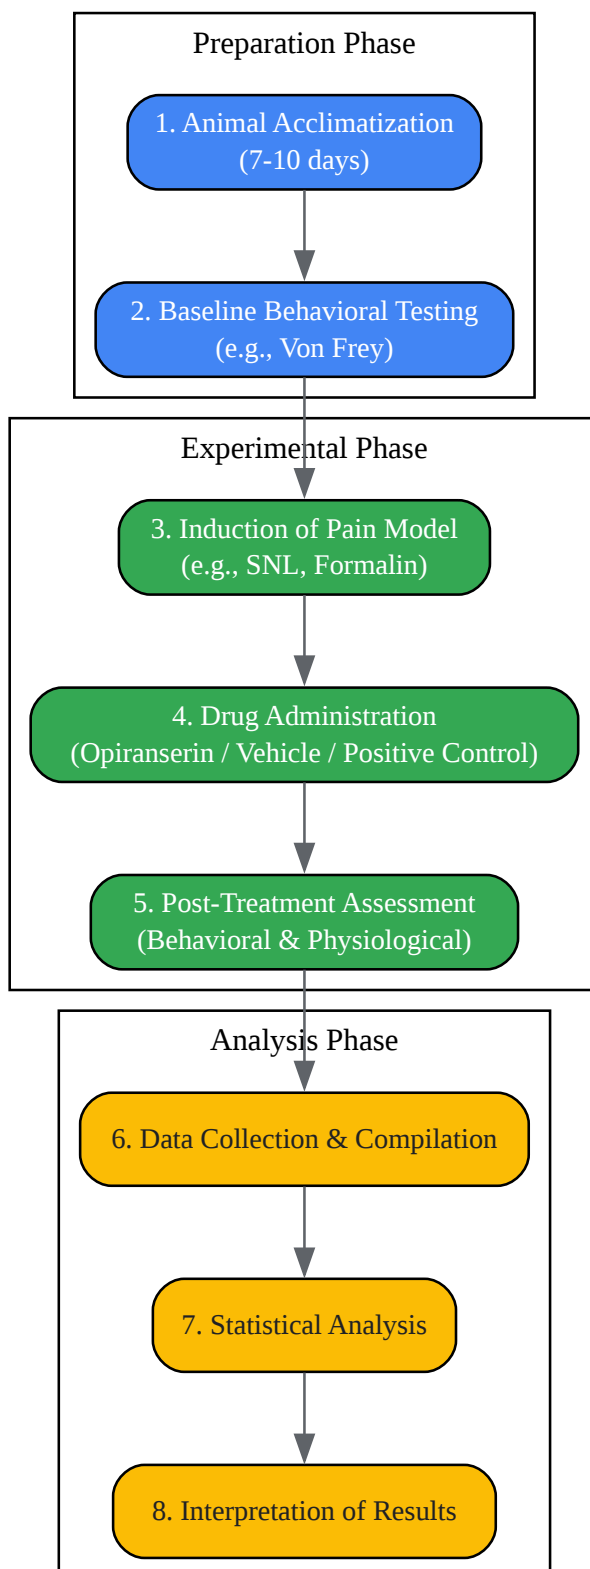 Preparation Phase
1. Animal Acclimatization
(7-10 days)
2. Baseline Behavioral Testing
(e.g., Von Frey)
Experimental Phase
3. Induction of Pain Model
(e.g., SNL, Formalin)
4. Drug Administration
(Opiranserin / Vehicle / Positive Control)
5. Post-Treatment Assessment
(Behavioral & Physiological)
Analysis Phase
6. Data Collection & Compilation
7. Statistical Analysis
8. Interpretation of Results